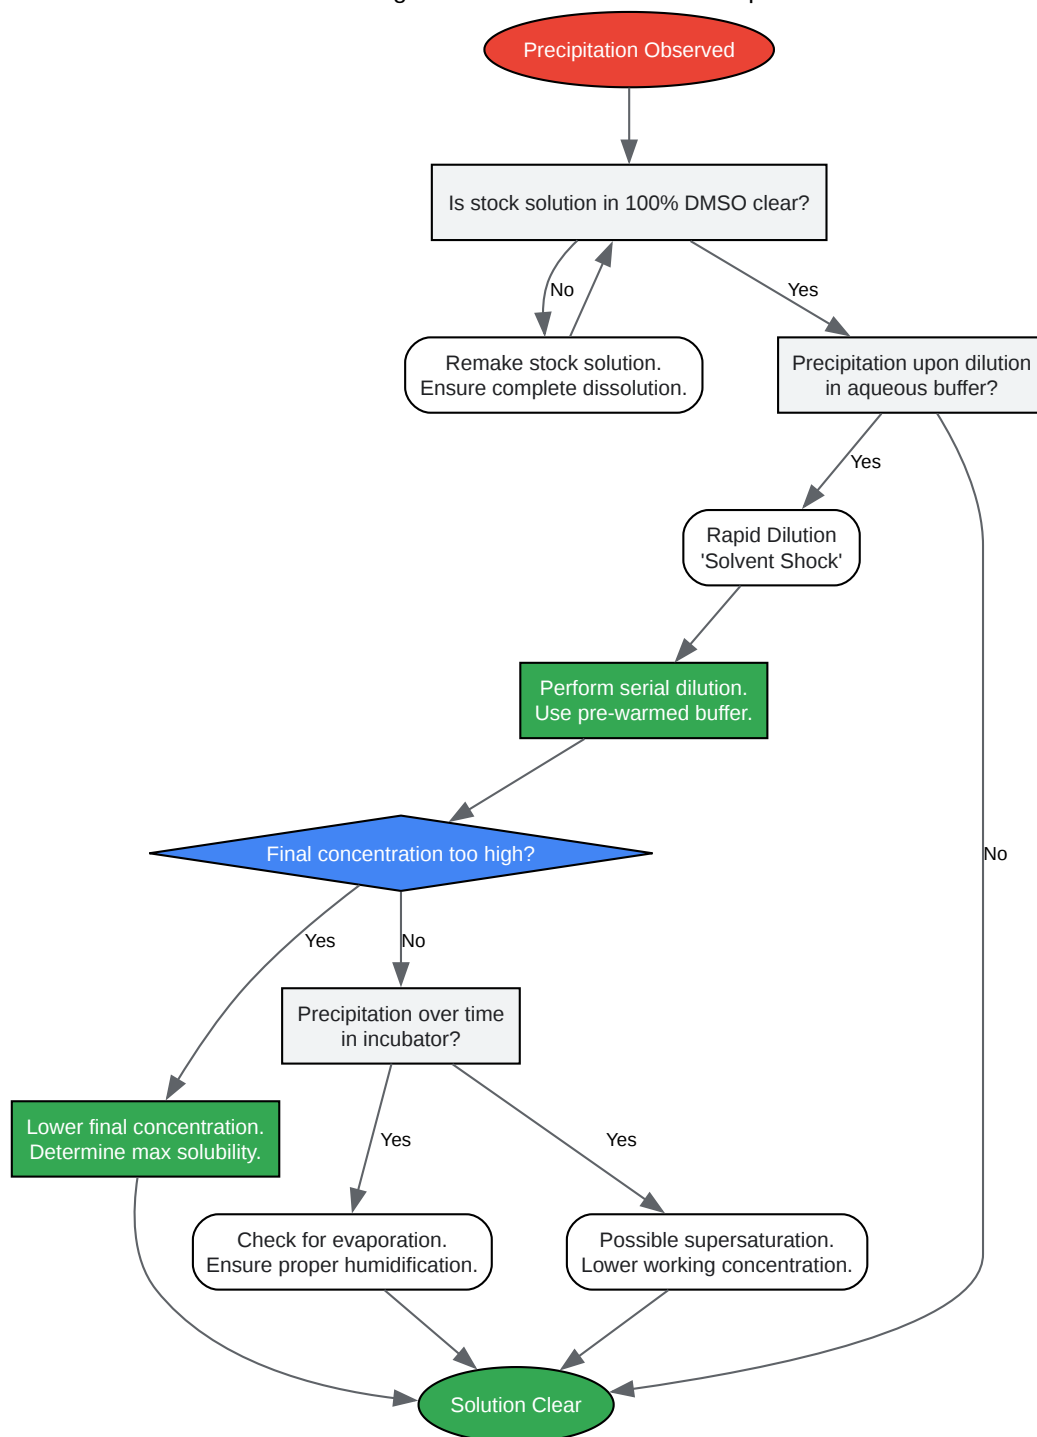 Precipitation Observed
Is stock solution in 100% DMSO clear?
No
Yes
Remake stock solution.
Ensure complete dissolution.
Precipitation upon dilution
in aqueous buffer?
Yes
Rapid Dilution
'Solvent Shock'
Perform serial dilution.
Use pre-warmed buffer.
Final concentration too high?
No
Yes
No
Precipitation over time
in incubator?
Lower final concentration.
Determine max solubility.
Yes
Yes
Check for evaporation.
Ensure proper humidification.
Possible supersaturation.
Lower working concentration.
Solution Clear